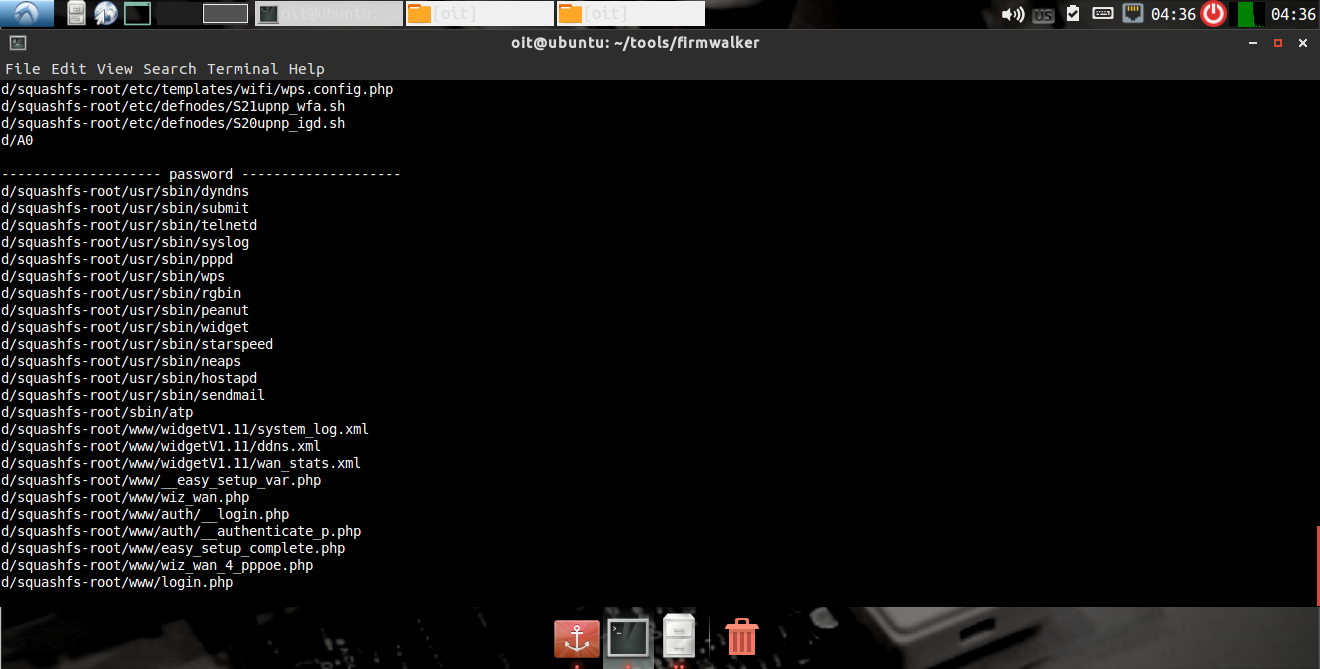 oit@ubuntu: ...
[oit]
[oit]
US
04:36
04:36
oit@ubuntu: ~/tools/firmwalker
File Edit View Search Terminal Help
d/squashfs-root/etc/templates/wifi/wps.config.php
d/squashfs-root/etc/defnodes/S21upnp_wfa.sh
d/squashfs-root/etc/defnodes/S20upnp_igd.sh
d/A0
-------------------- password --------------------
d/squashfs-root/usr/sbin/dyndns
d/squashfs-root/usr/sbin/submit
d/squashfs-root/usr/sbin/telnetd
d/squashfs-root/usr/sbin/syslog
d/squashfs-root/usr/sbin/pppd
d/squashfs-root/usr/sbin/wps
d/squashfs-root/usr/sbin/rgbin
d/squashfs-root/usr/sbin/peanut
d/squashfs-root/usr/sbin/widget
d/squashfs-root/usr/sbin/starspeed
d/squashfs-root/usr/sbin/neaps
d/squashfs-root/usr/sbin/hostapd
d/squashfs-root/usr/sbin/sendmail
d/squashfs-root/sbin/atp
d/squashfs-root/www/widgetV1.11/system_log.xml
d/squashfs-root/www/widgetV1.11/ddns.xml
d/squashfs-root/www/widgetV1.11/wan_stats.xml
d/squashfs-root/www/__easy_setup_var.php
d/squashfs-root/www/wiz_wan.php
d/squashfs-root/www/auth/__login.php
d/squashfs-root/www/auth/__authenticate_p.php
d/squashfs-root/www/easy_setup_complete.php
d/squashfs-root/www/wiz_wan_4_pppoe.php
d/squashfs-root/www/login.php